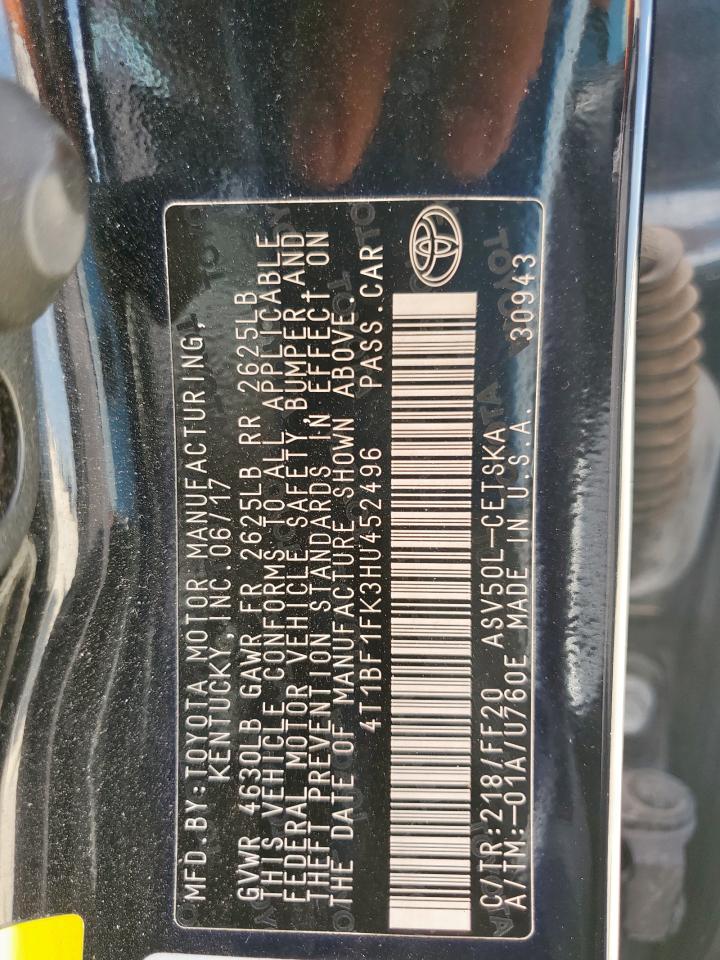 MFD.BY:TOYOTA MOTOR MANUFACTURING,
KENTUCKY, INC. 06/17
GVWR 4630LB GAWR FR 2625LB RR 2625LB
THIS VEHICLE CONFORMS TO ALL APPLICABLE
FEDERAL MOTOR VEHICLE SAFETY, BUMPER, AND
THEFT PREVENTION STANDARDS IN EFFECT ON
THE DATE OF MANUFACTURE SHOWN ABOVE.
4T1BF1FK3HU452496 PASS.CAR
C/TR:218/FF20 ASV50L-CETSKA
A/TM:-01A/U760E MADE IN U.S.A. 30943